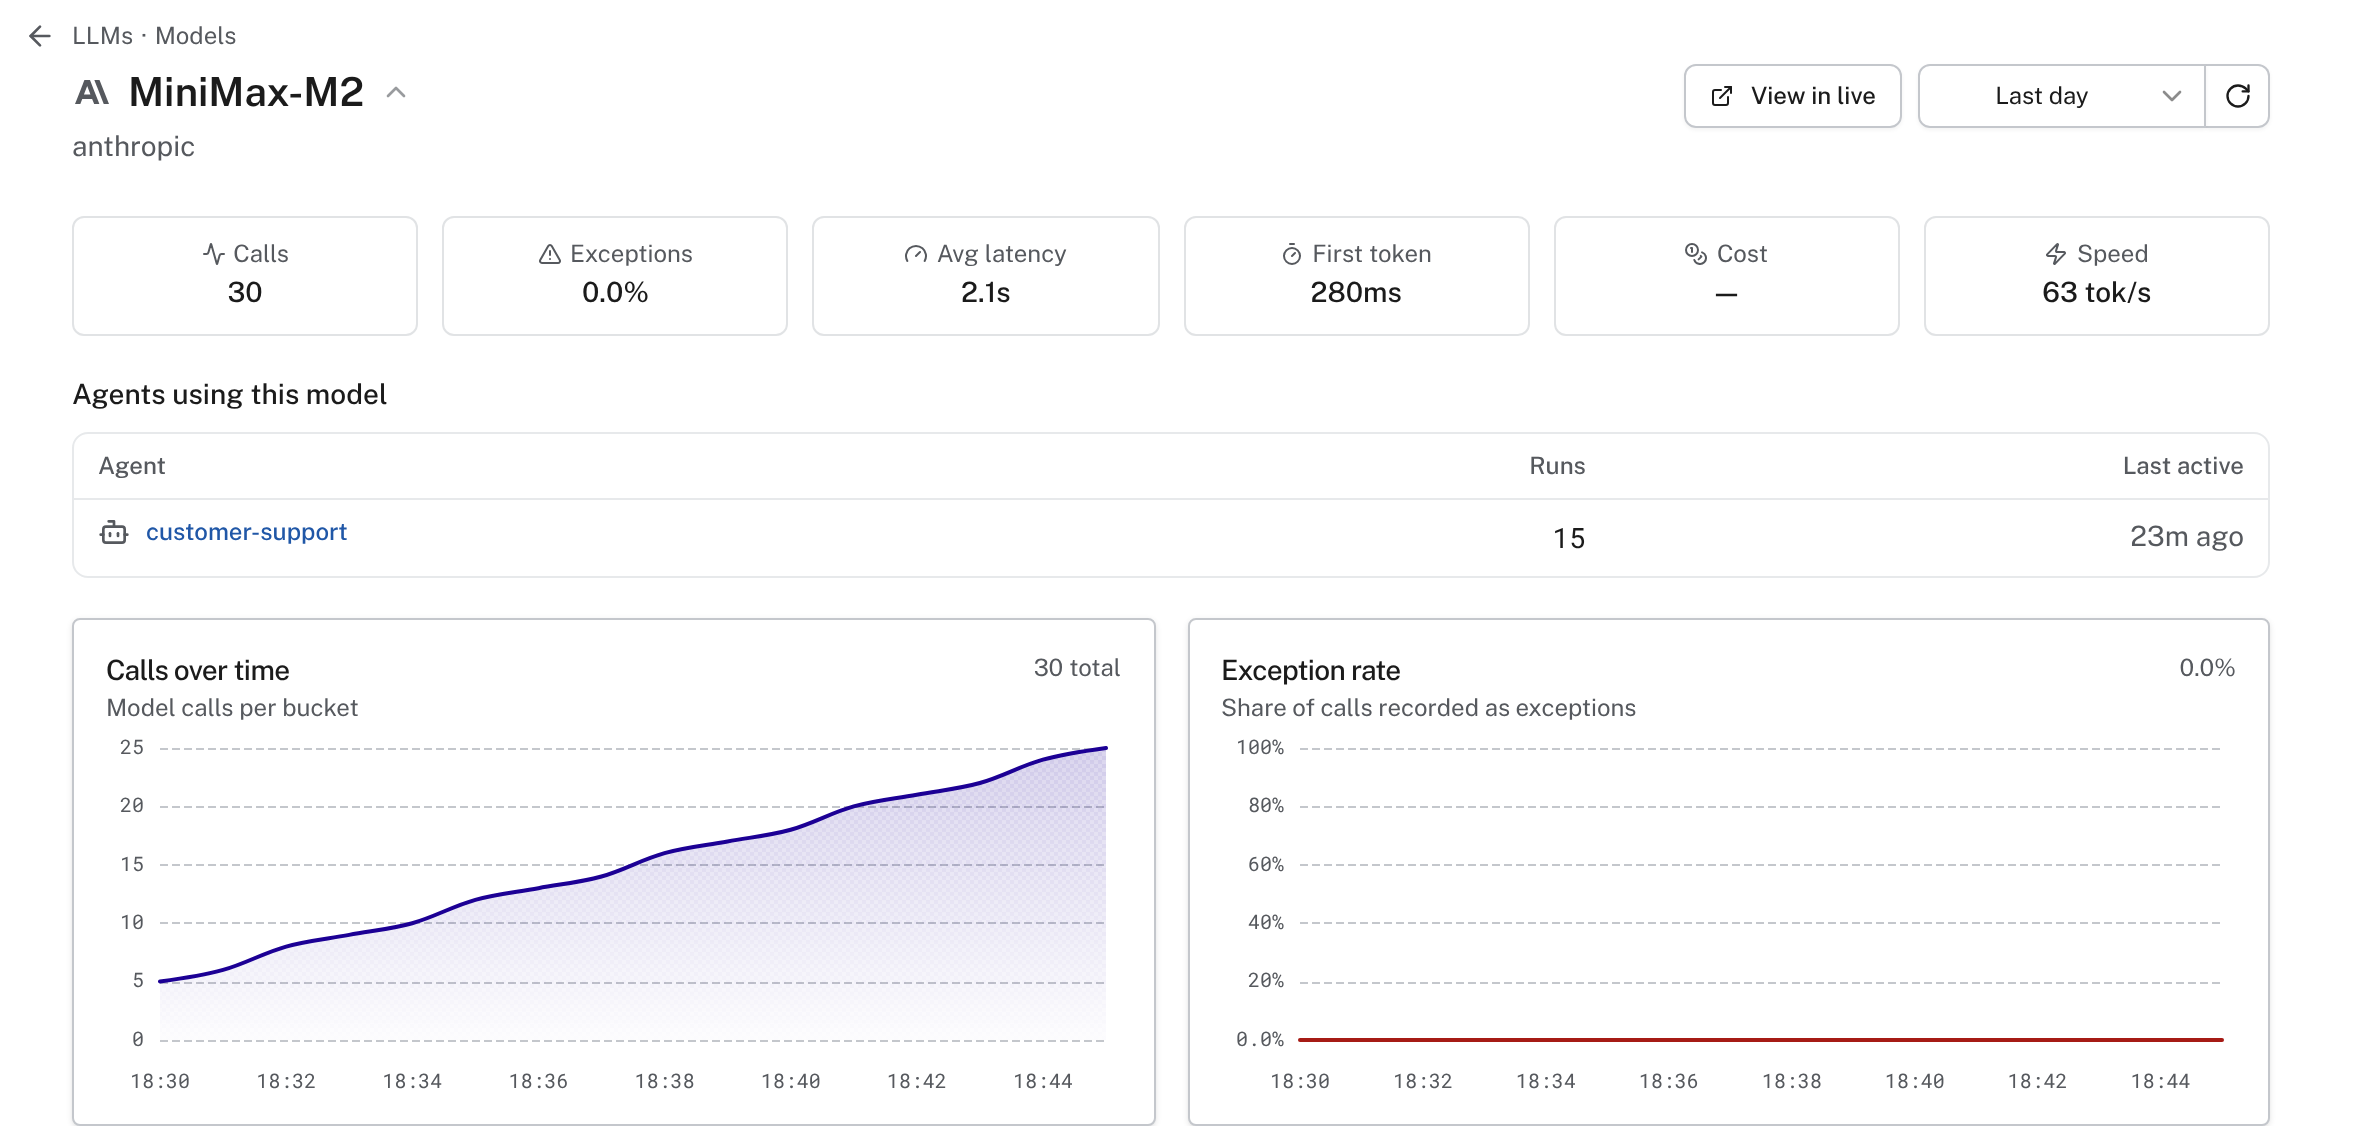 LLMs · Models
MiniMax-M2
anthropic
View in live
Last day
Calls
30
Exceptions
0.0%
Avg latency
2.1s
First token
280ms
Cost
—
Speed
63 tok/s
Agents using this model
Agent Runs Last active
customer-support 15 23m ago
Calls over time 30 total
Model calls per bucket
25
20
15
10
5
0
18:30 18:32 18:34 18:36 18:38 18:40 18:42 18:44
Exception rate 0.0%
Share of calls recorded as exceptions
100%
80%
60%
40%
20%
0.0%
18:30 18:32 18:34 18:36 18:38 18:40 18:42 18:44